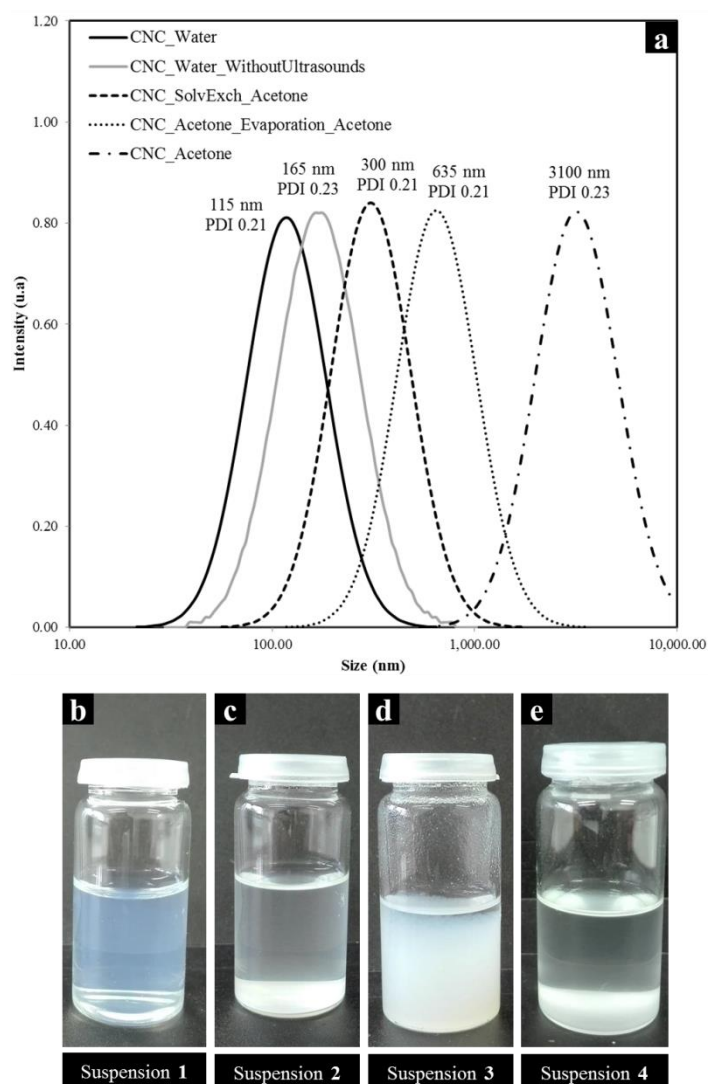 a
CNC_Water
CNC_Water_WithoutUltrasounds
CNC_SolvExch_Acetone
CNC_Acetone_Evaporation_Acetone
CNC_Acetone
115 nm
PDI 0.21
165 nm
PDI 0.23
300 nm
PDI 0.21
635 nm
PDI 0.21
3100 nm
PDI 0.23
Intensity (u.a)
1.20
1.00
0.80
0.60
0.40
0.20
0.00
10.00 100.00 1,000.00 10,000.00
Size (nm)
b
c
d
e
Suspension 1
Suspension 2
Suspension 3
Suspension 4